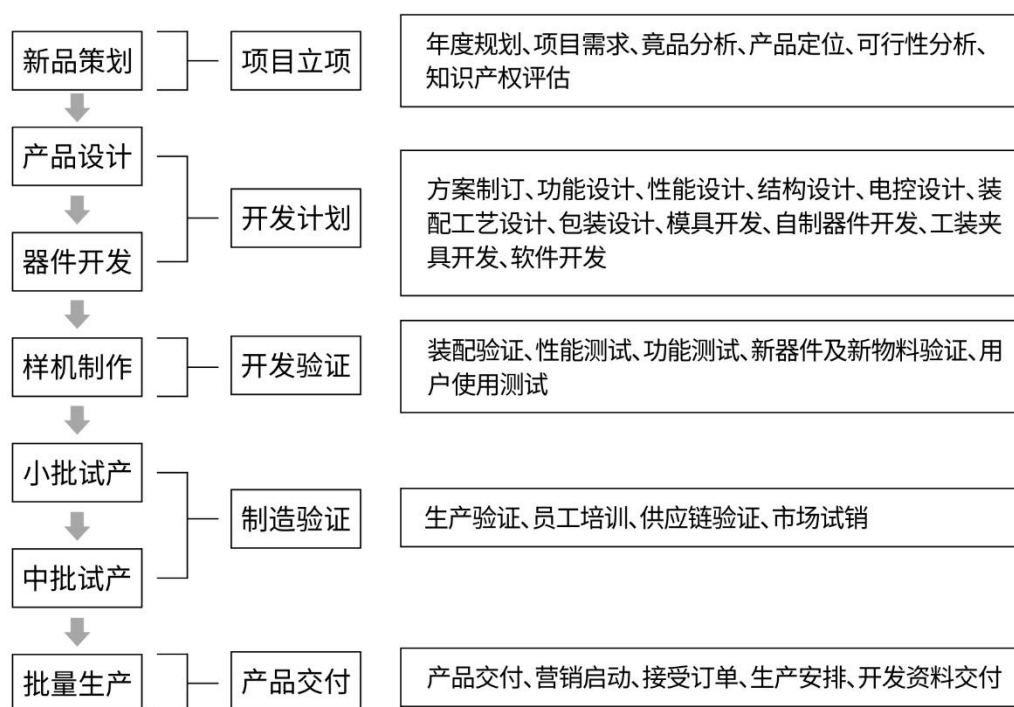 新品策划
项目立项
年度规划、项目需求、竟品分析、产品定位、可行性分析、
知识产权评估
产品设计
器件开发
开发计划
方案制订、功能设计、性能设计、结构设计、电控设计、装
配工艺设计、包装设计、模具开发、自制器件开发、工装夹
具开发、软件开发
样机制作
开发验证
装配验证、性能测试、功能测试、新器件及新物料验证、用
户使用测试
小批试产
中批试产
制造验证
生产验证、员工培训、供应链验证、市场试销
批量生产
产品交付
产品交付、营销启动、接受订单、生产安排、开发资料交付